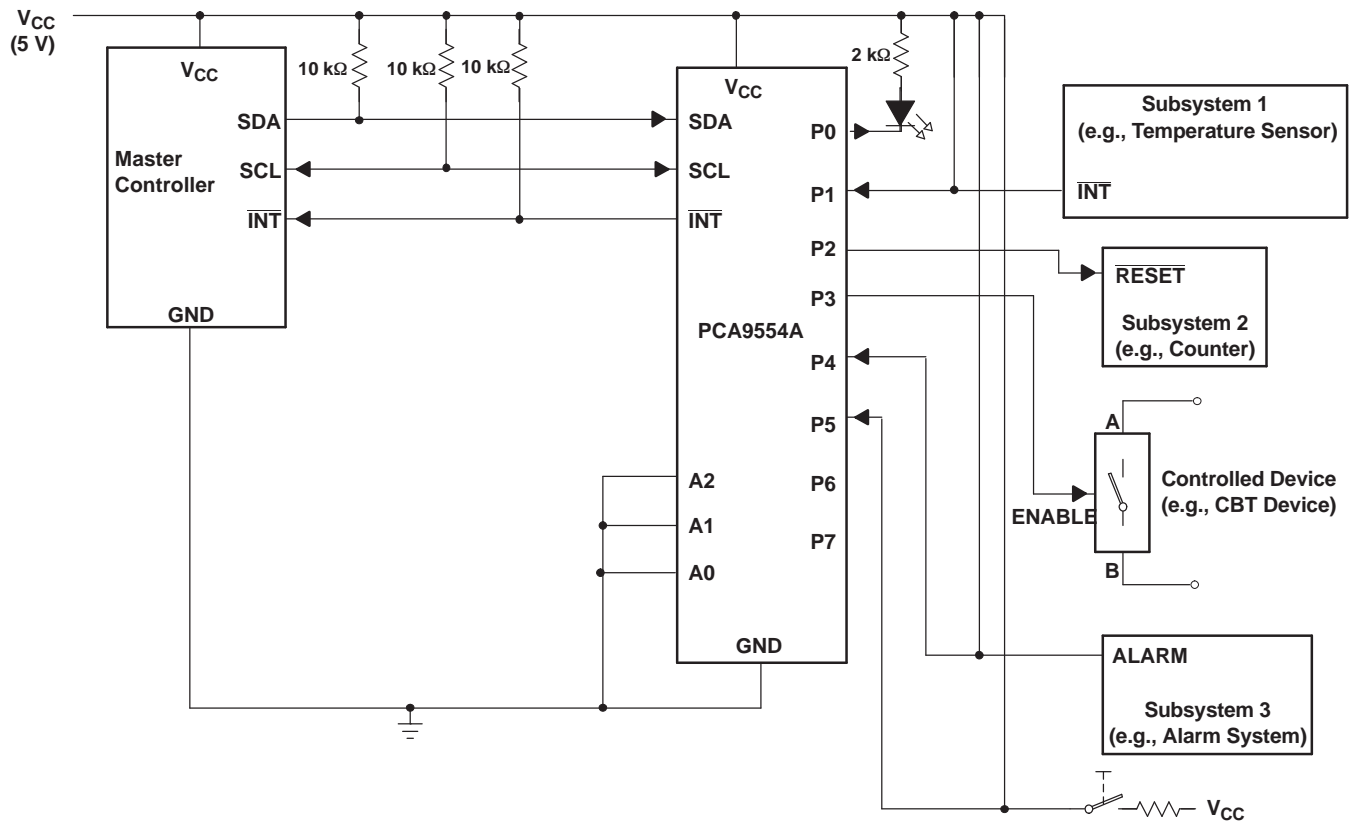 VCC
(5 V)
VCC
10 kΩ
10 kΩ
10 kΩ
VCC
2 kΩ
Master
Controller
SDA
SCL
INT
GND
SDA
SCL
INT
PCA9554A
A2
A1
A0
GND
P0
P1
P2
P3
P4
P5
P6
P7
Subsystem 1
(e.g., Temperature Sensor)
INT
RESET
Subsystem 2
(e.g., Counter)
A
Controlled Device
(e.g., CBT Device)
ENABLE
B
ALARM
Subsystem 3
(e.g., Alarm System)
VCC